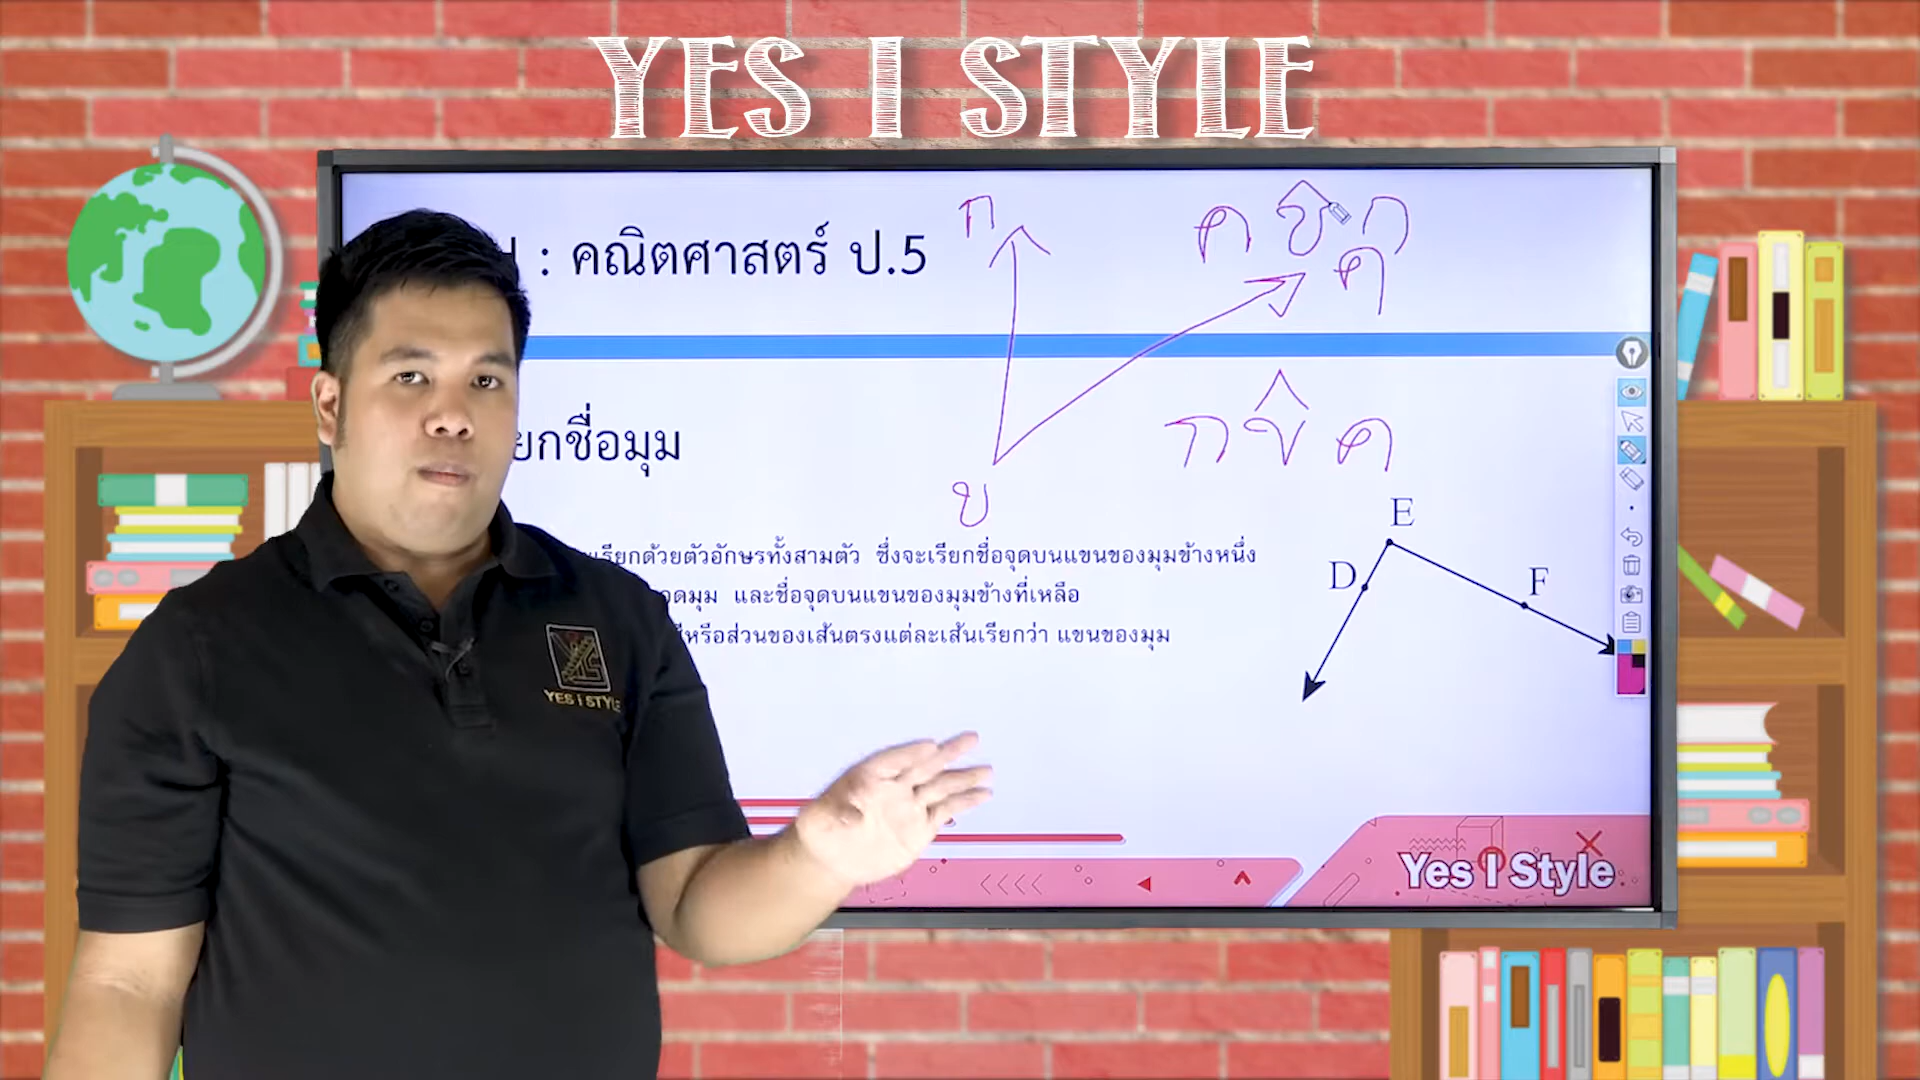 YES I STYLE
: คณิตศาสตร์ ป.5
ก
ค ข ก
ค
ยกชื่อมุม
ก ข ค
ข
เรียกด้วยตัวอักษรทั้งสามตัว ซึ่งจะเรียกชื่อจุดบนแขนของมุมข้างหนึ่ง
และชื่อจุดบนแขนของมุมข้างที่เหลือ
หรือส่วนของเส้นตรงแต่ละเส้นเรียกว่า แขนของมุม
E
D
F
YES i STYLE
Yes I Style